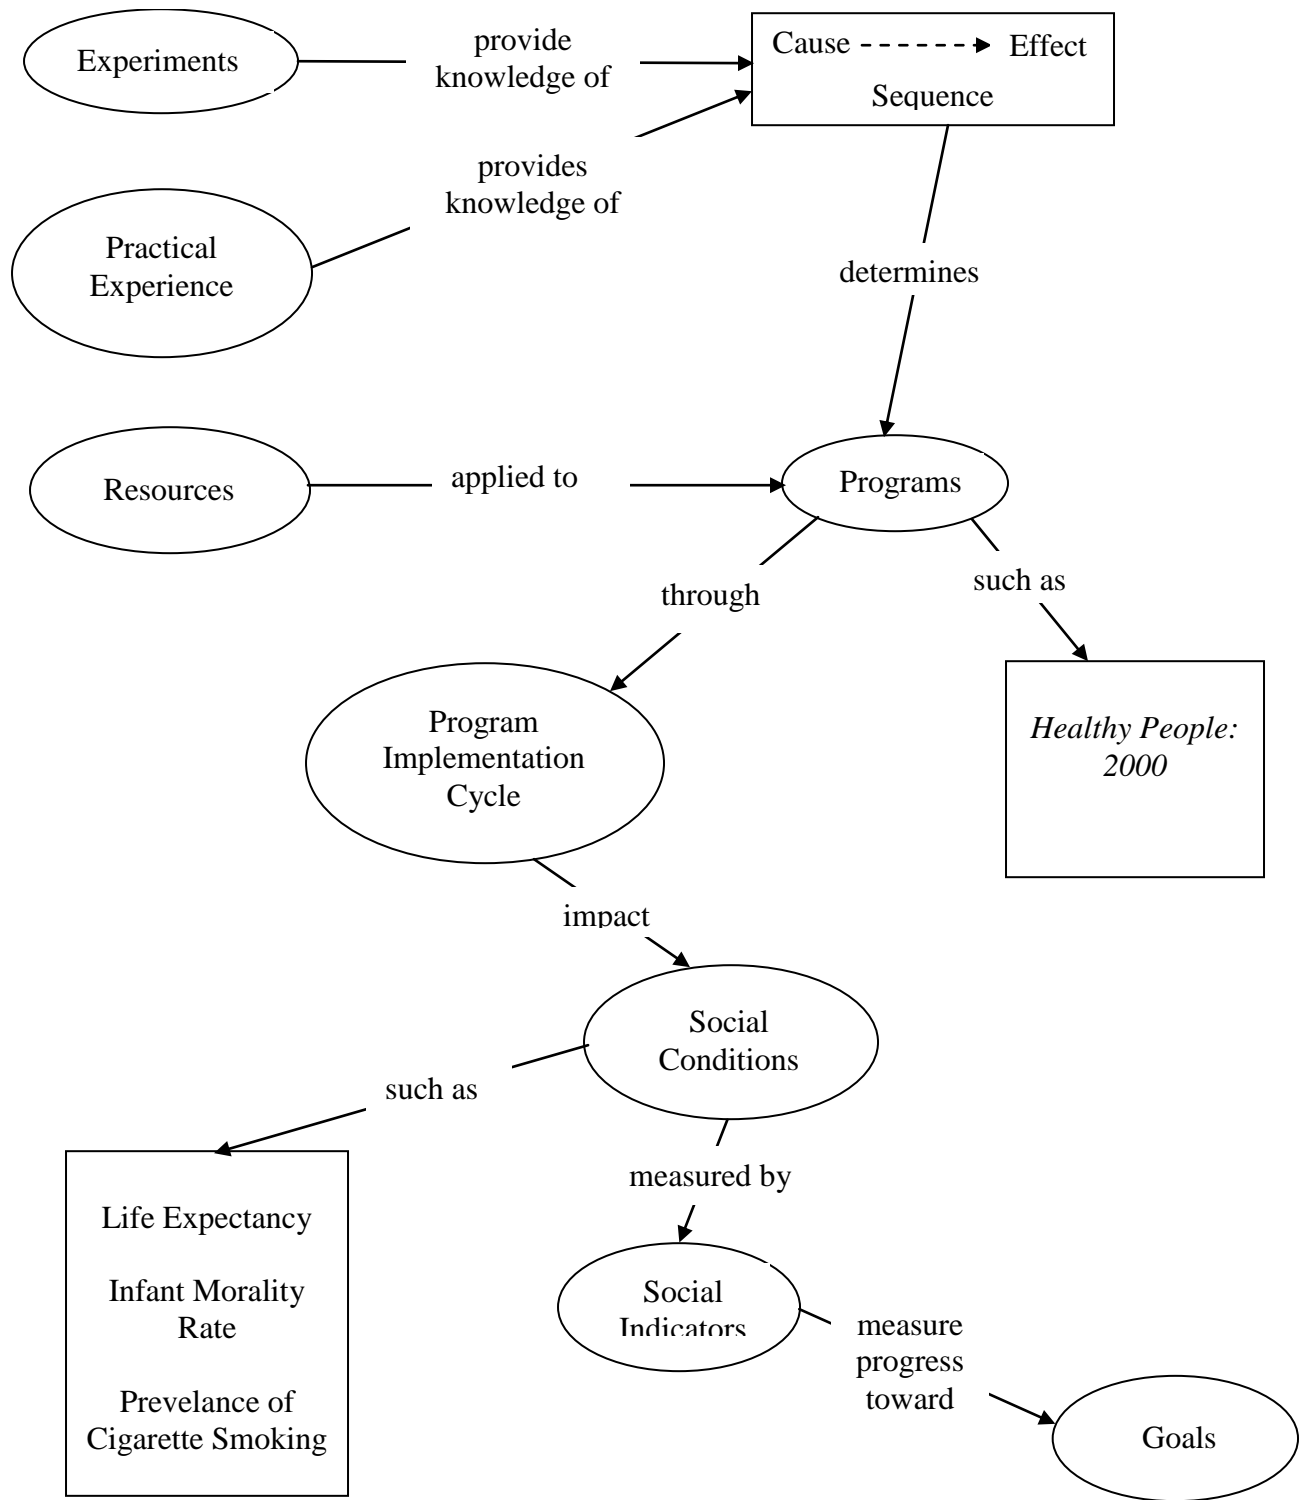 Experiments
provide
knowledge of
Cause Effect
Sequence
provides
knowledge of
Practical
Experience
determines
Resources
applied to
Programs
through
such as
Program
Implementation
Cycle
Healthy People:
2000
impact
Social
Conditions
such as
measured by
Life Expectancy
Infant Morality
Rate
Prevelance of
Cigarette Smoking
Social
Indicators
measure
progress
toward
Goals